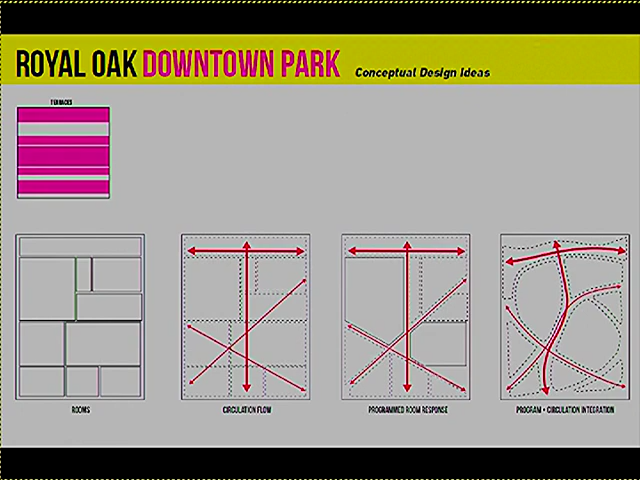 ROYAL OAK DOWNTOWN PARK Conceptual Design Ideas
TERRACES
ROOMS
CIRCULATION FLOW
PROGRAMMED ROOM RESPONSE
PROGRAM + CIRCULATION INTEGRATION